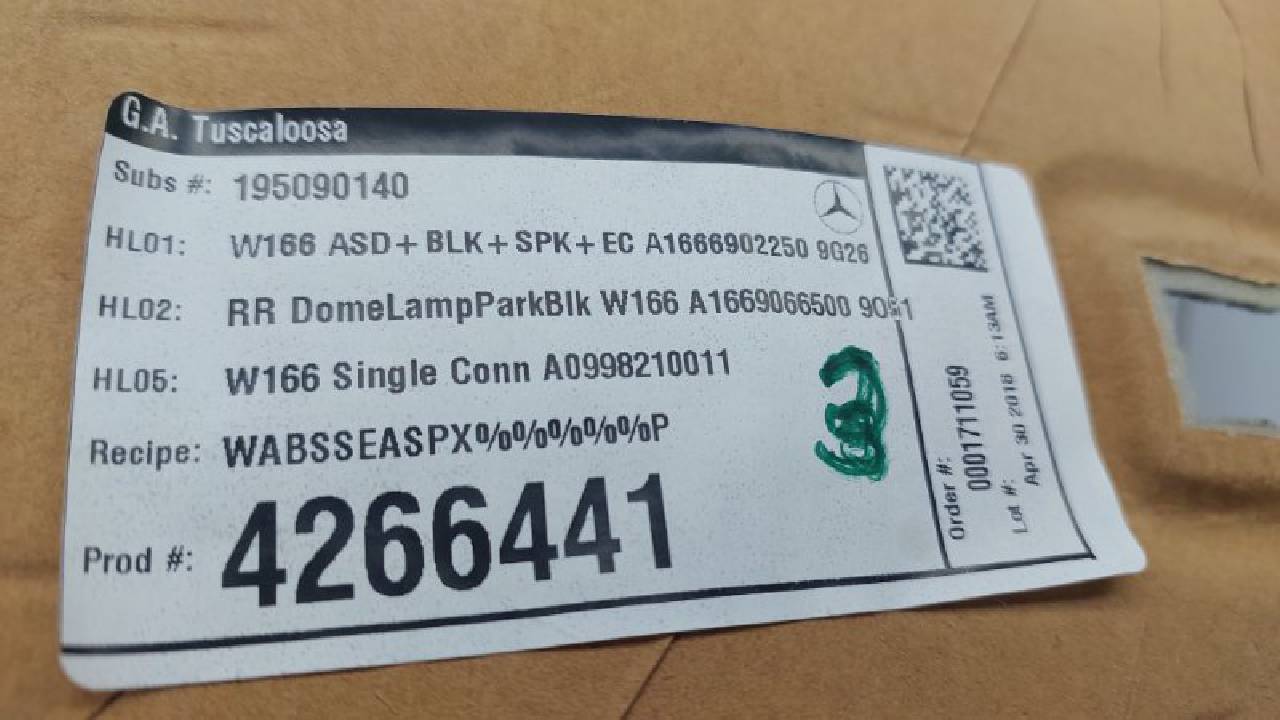 G.A. Tuscaloosa
Subs #: 195090140
HL01: W166 ASD+BLK+SPK+EC A1666902250 9G26
HL02: RR DomeLampParkBlk W166 A1669066500
HL05: W166 Single Conn A0998210011
Recipe: WABSSEASPX%%%%%P
Prod #: 4266441
Order #:
0001711059
Lot #:
Apr 30 2018 6:13AM